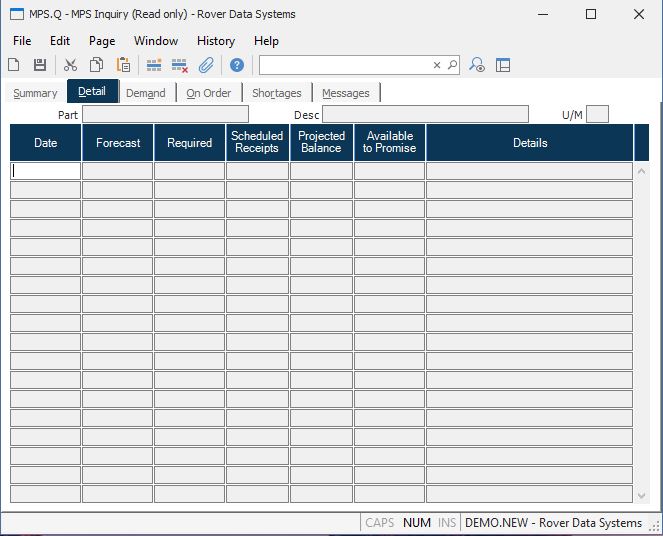 MPS.Q - MPS Inquiry (Read only) - Rover Data Systems
File Edit Page Window History Help
Summary Detail Demand On Order Shortages Messages
Part Desc U/M
Date Forecast Required Scheduled Receipts Projected Balance Available to Promise Details
CAPS NUM INS DEMO.NEW - Rover Data Systems